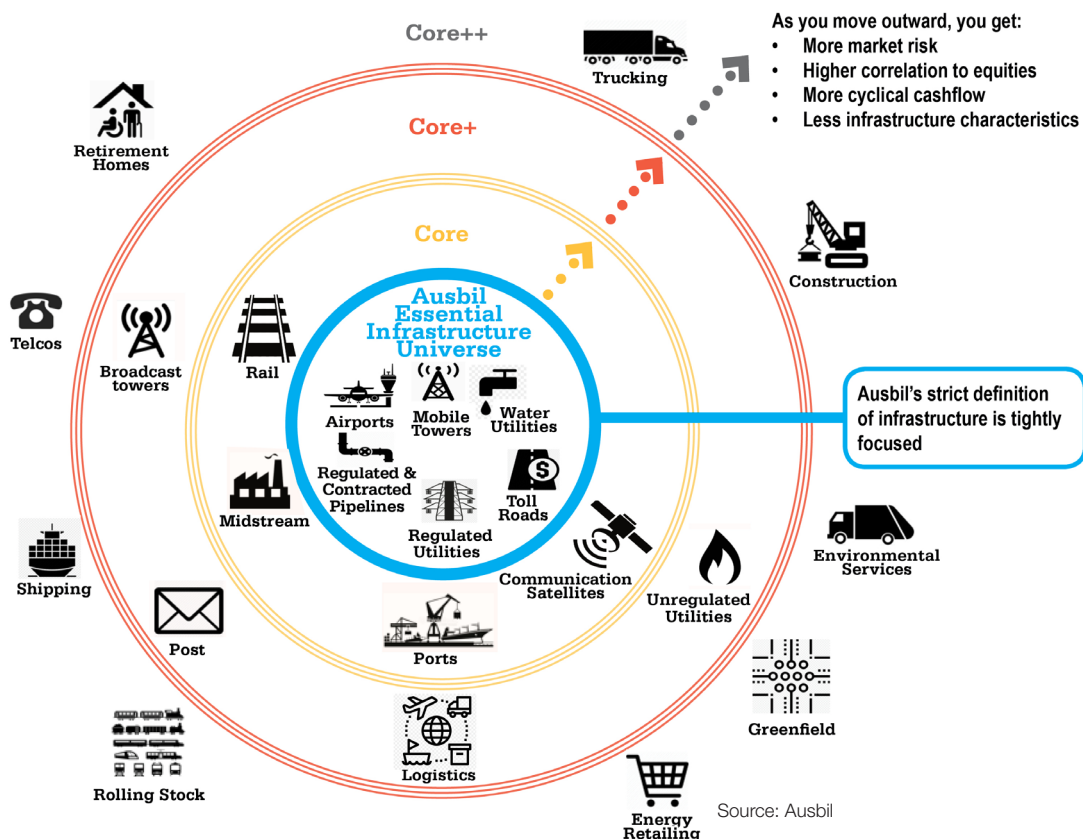 Core++
Trucking
As you move outward, you get:
• More market risk
• Higher correlation to equities
• More cyclical cashflow
• Less infrastructure characteristics
Retirement
Homes
Core+
Core
Construction
Telcos
Broadcast
towers
Rail
Ausbil
Essential
Infrastructure
Universe
Airports
Mobile
Towers
Water
Utilities
Ausbil's strict definition
of infrastructure is tightly
focused
Regulated &
Contracted
Pipelines
$
Toll
Roads
Midstream
Regulated
Utilities
Communication
Satellites
Unregulated
Utilities
Environmental
Services
Shipping
Post
Ports
Greenfield
Logistics
Rolling Stock
Energy
Retailing
Source: Ausbil